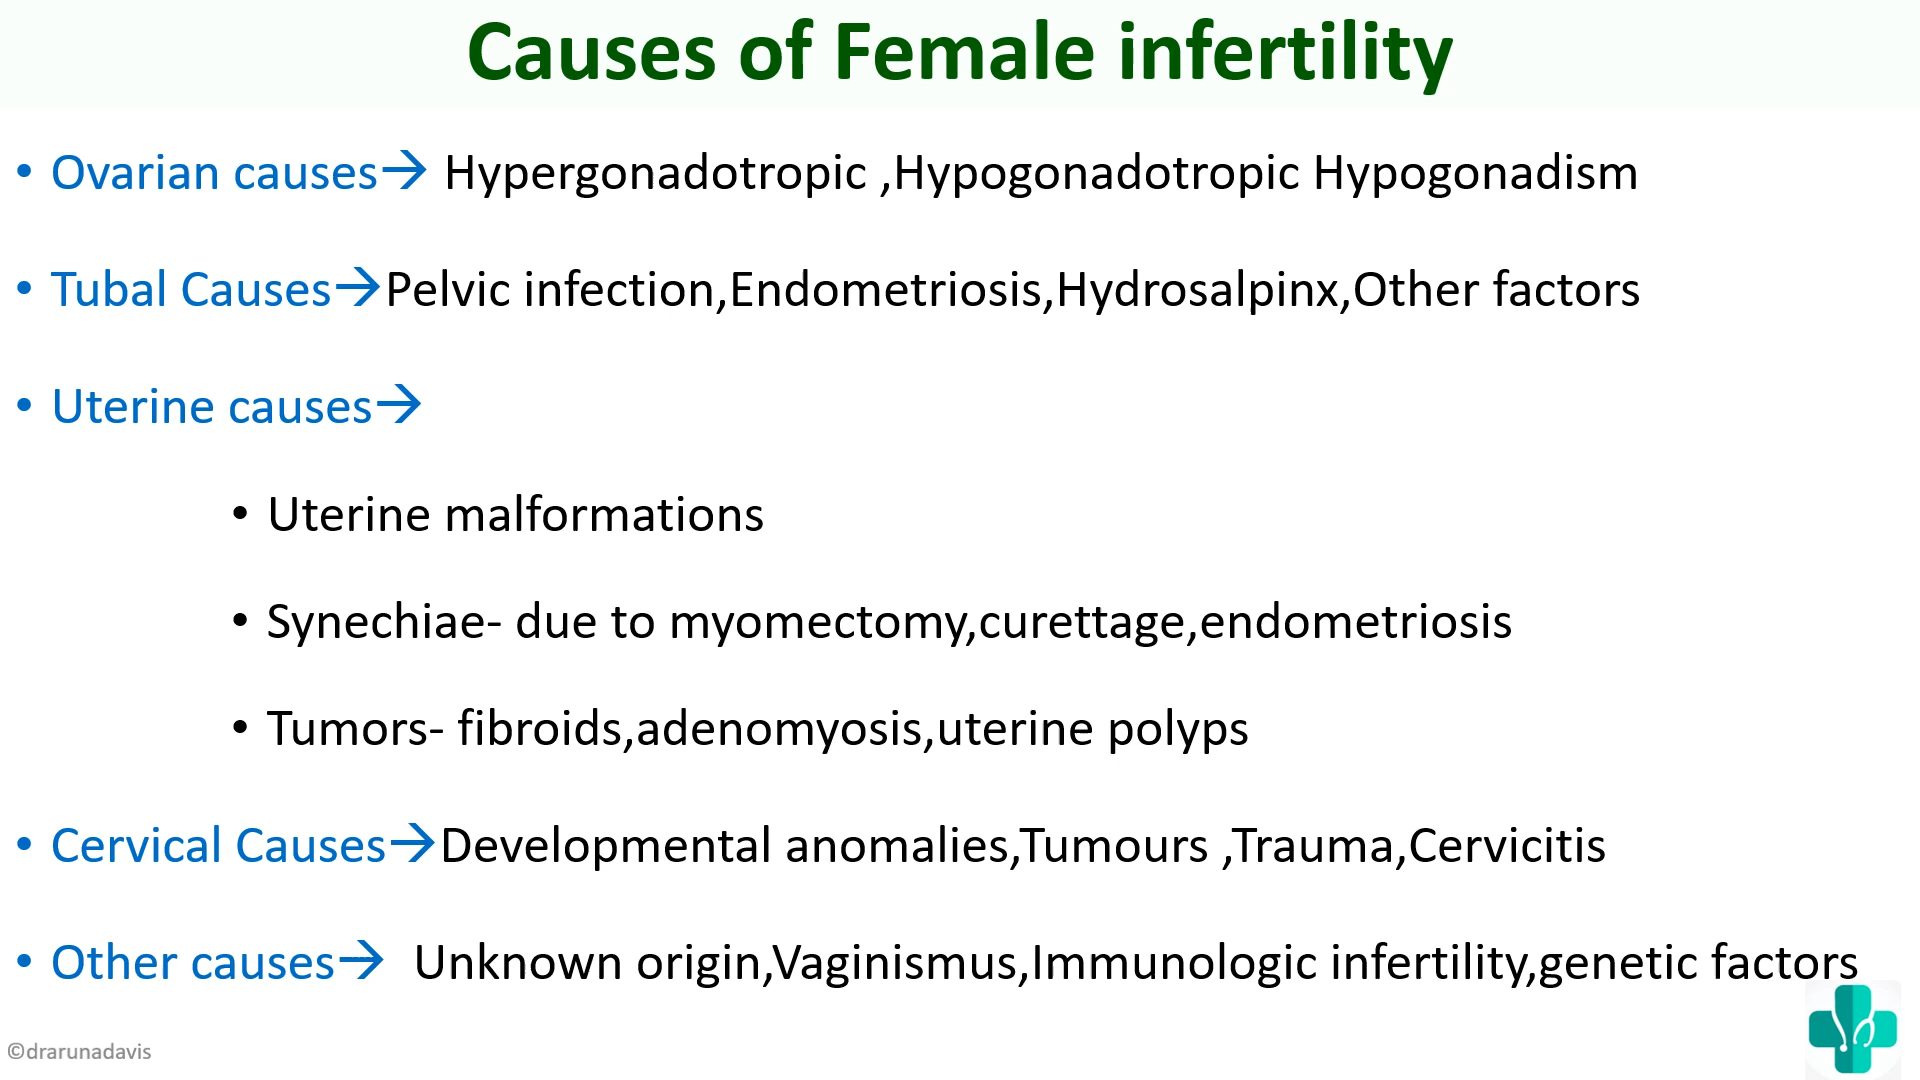 Causes of Female infertility
• Ovarian causes→ Hypergonadotropic ,Hypogonadotropic Hypogonadism
• Tubal Causes→Pelvic infection,Endometriosis,Hydrosalpinx,Other factors
• Uterine causes→
• Uterine malformations
• Synechiae- due to myomectomy,curettage,endometriosis
• Tumors- fibroids,adenomyosis,uterine polyps
• Cervical Causes→Developmental anomalies,Tumours ,Trauma,Cervicitis
• Other causes→ Unknown origin,Vaginismus,Immunologic infertility,genetic factors
©drarunadavis